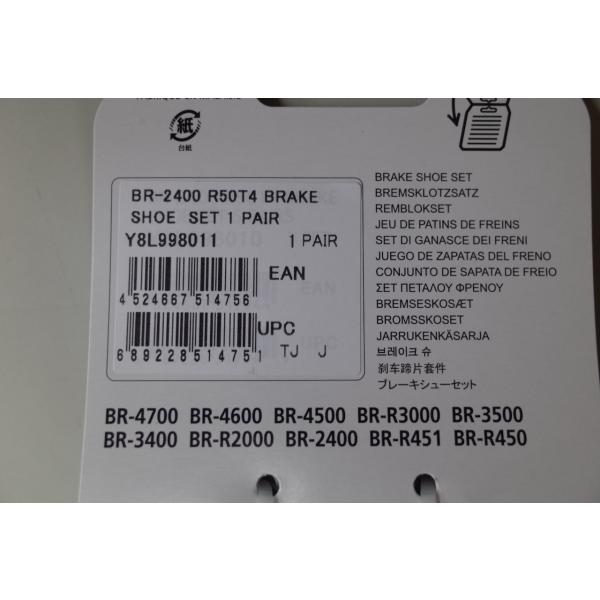 紙
台紙
BR-2400 R50T4 BRAKE
SHOE SET 1 PAIR
Y8L998011 1 PAIR
EAN
4 524667 514756
UPC
6 89228 51475 1 TJ J
BRAKE SHOE SET
BREMSKLOTZSATZ
REMBLOKSET
JEU DE PATINS DE FREINS
SET DI GANASCE DEI FRENI
JUEGO DE ZAPATAS DEL FRENO
CONJUNTO DE SAPATA DE FREIO
ΣΕΤ ΠΕΤΑΛΟΥ ΦΡΕΝΟΥ
BREMSESKOSÆT
BROMSSKOSET
JARRUKENKÄSARJA
브레이크 슈
刹车蹄片套件
ブレーキシューセット
BR-4700 BR-4600 BR-4500 BR-R3000 BR-3500
BR-3400 BR-R2000 BR-2400 BR-R451 BR-R450